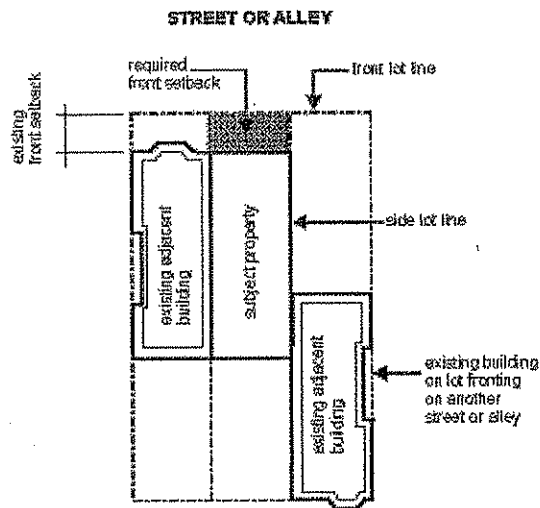 STREET OR ALLEY
required
front setback
front lot line
existing
front setback
existing adjacent
building
subject property
side lot line
existing adjacent
building
existing building
on lot fronting
on another
street or alley